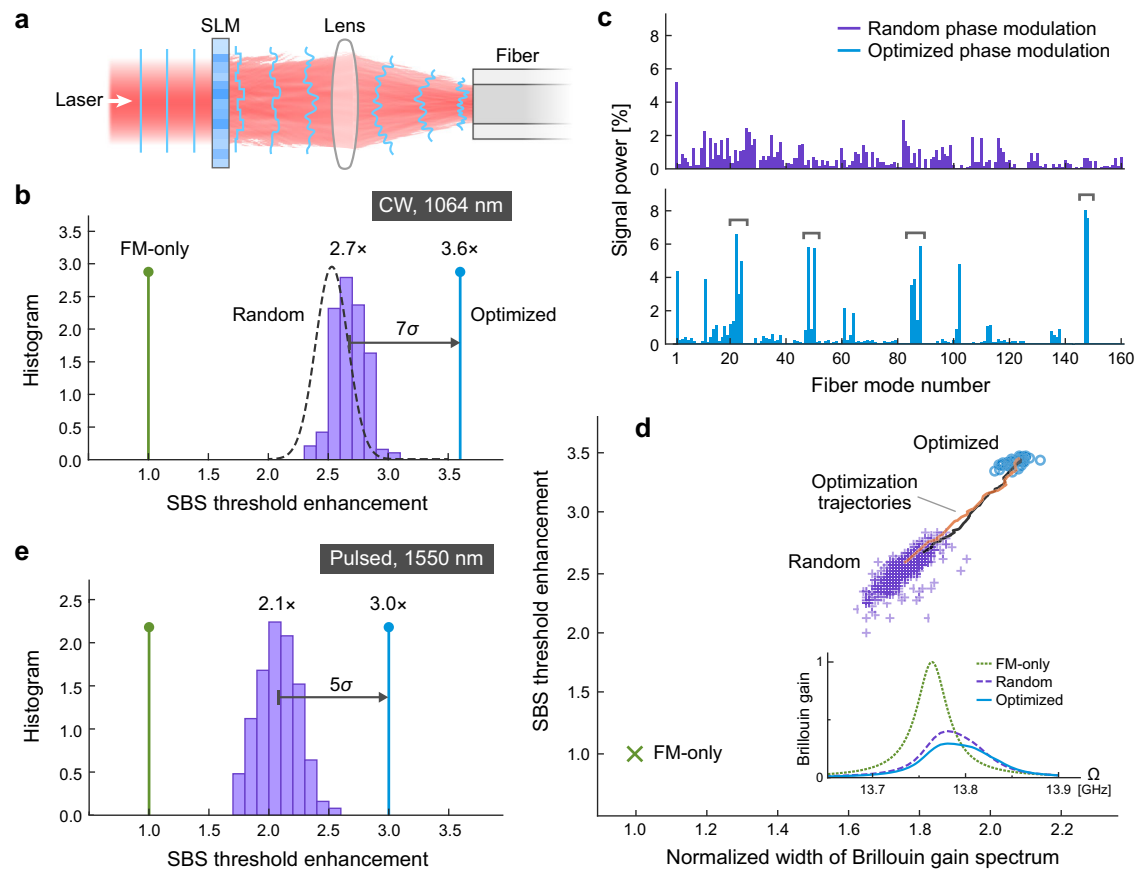 a
SLM
Lens
Fiber
Laser
b
CW, 1064 nm
3.5
3.0
2.5
2.0
1.5
1.0
0.5
0.0
Histogram
FM-only
2.7×
3.6×
Random
Optimized
7σ
1.0
1.5
2.0
2.5
3.0
3.5
SBS threshold enhancement
c
Random phase modulation
Optimized phase modulation
8
6
4
2
0
8
6
4
2
0
Signal power [%]
1
20
40
60
80
100
120
140
160
Fiber mode number
d
3.5
3.0
2.5
2.0
1.0
SBS threshold enhancement
Optimized
Optimization
trajectories
Random
FM-only
1
0
Brillouin gain
FM-only
Random
Optimized
13.7
13.8
13.9
Ω
[GHz]
1.0
1.2
1.4
1.6
1.8
2.0
2.2
Normalized width of Brillouin gain spectrum
e
Pulsed, 1550 nm
2.5
2.0
1.5
1.0
0.5
0.0
Histogram
2.1×
3.0×
5σ
1.0
1.5
2.0
2.5
3.0
3.5
SBS threshold enhancement